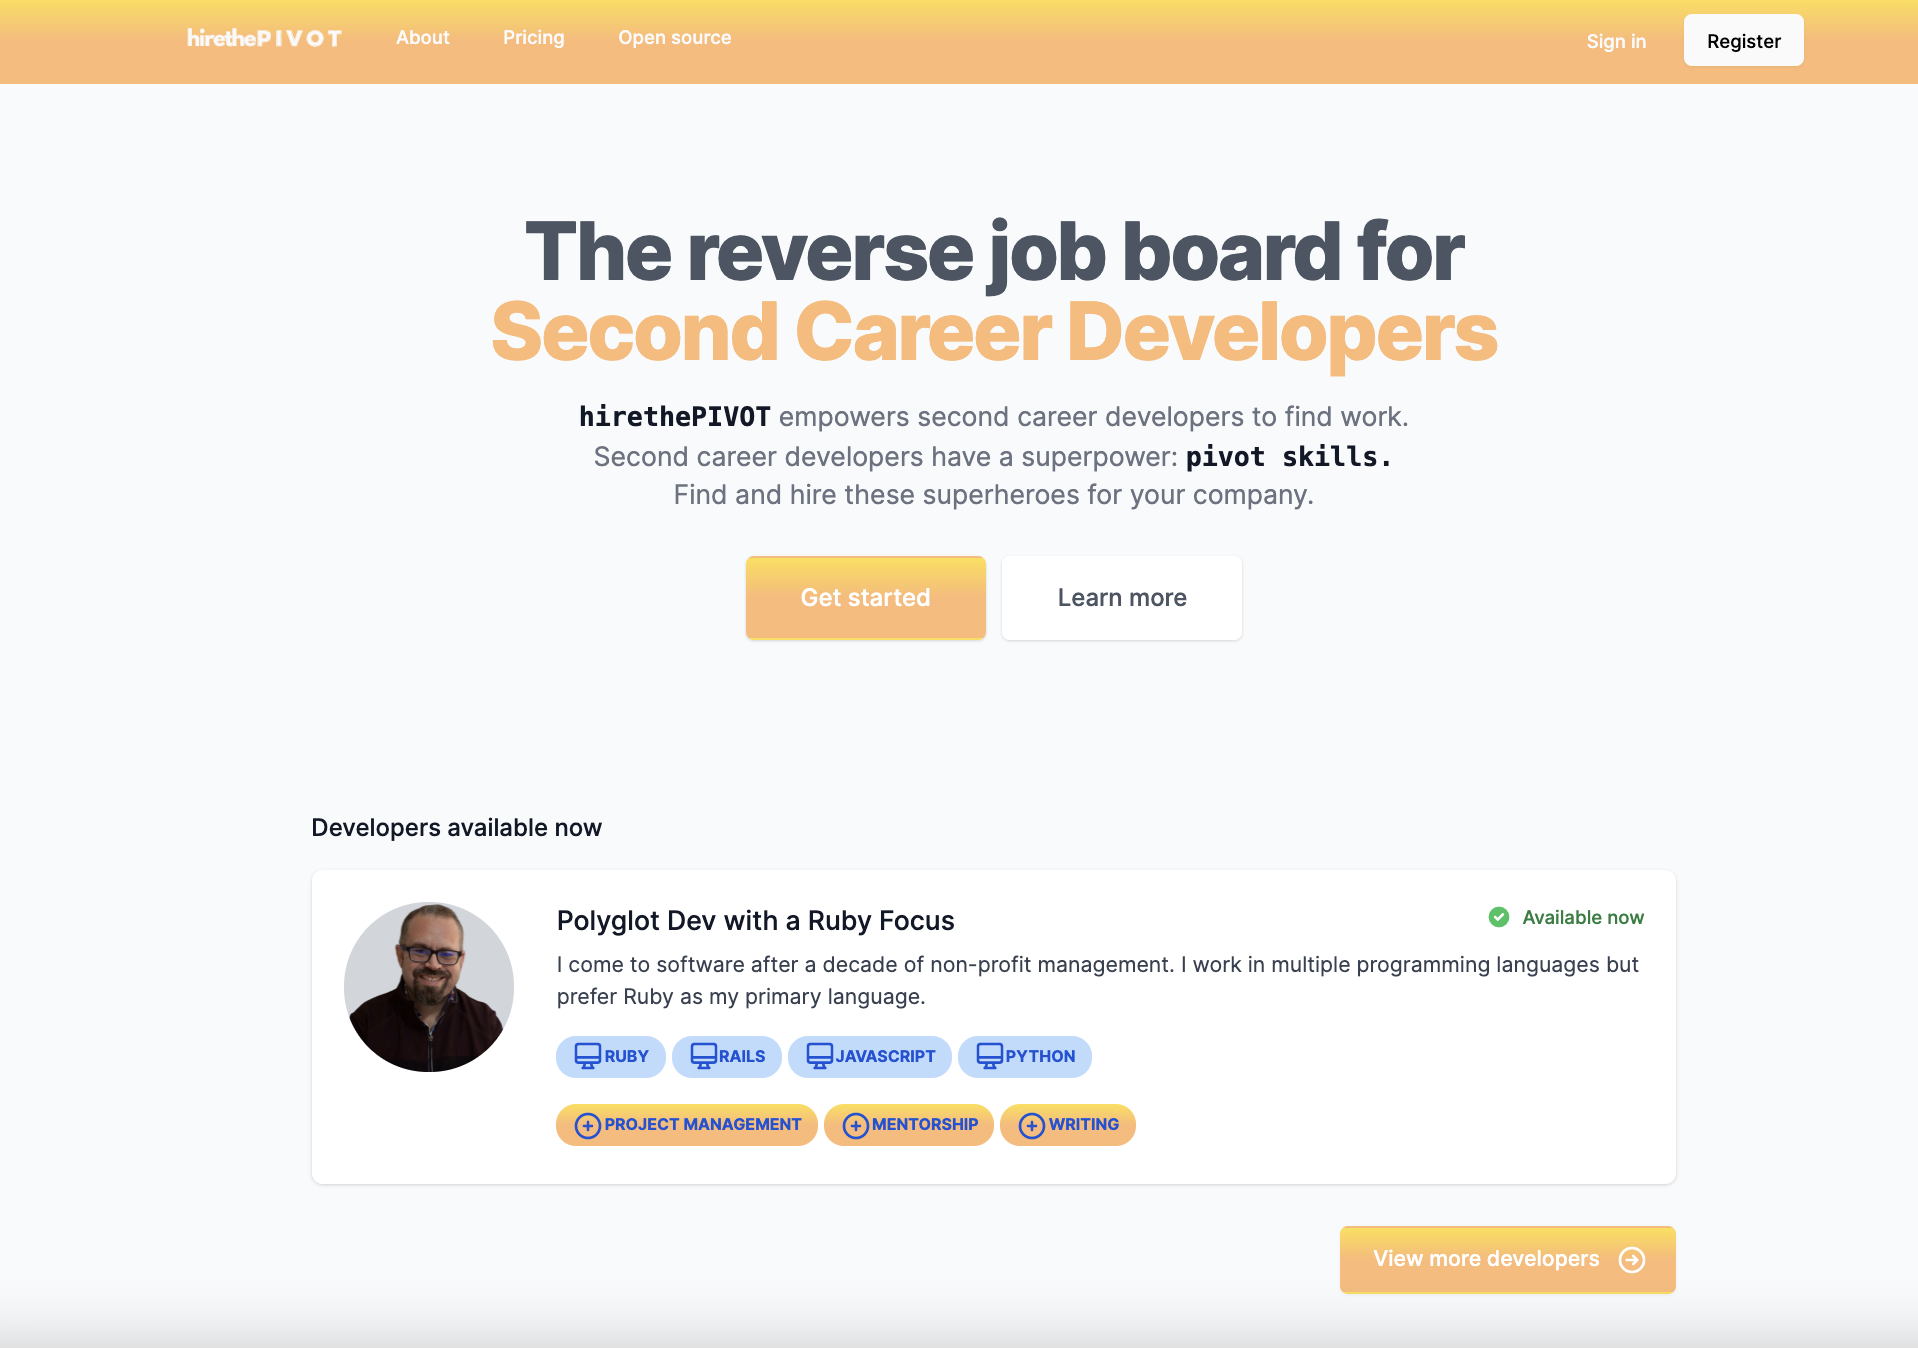 hirethePIVOT
About
Pricing
Open source
Sign in
Register
The reverse job board for
Second Career Developers
hirethePIVOT empowers second career developers to find work.
Second career developers have a superpower: pivot skills.
Find and hire these superheroes for your company.
Get started
Learn more
Developers available now
Polyglot Dev with a Ruby Focus
Available now
I come to software after a decade of non-profit management. I work in multiple programming languages but
prefer Ruby as my primary language.
RUBY
RAILS
JAVASCRIPT
PYTHON
PROJECT MANAGEMENT
MENTORSHIP
WRITING
View more developers